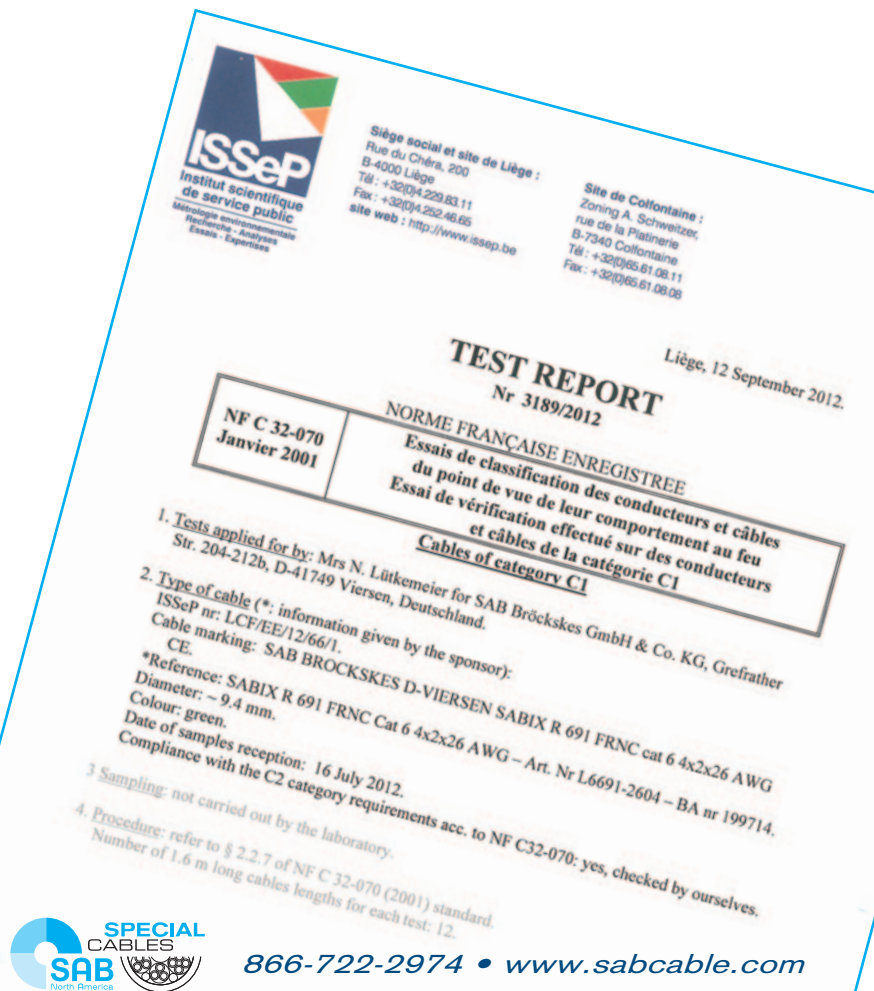 ISSeP
Institut scientifique
de service public
Métrologie environnementale
Recherche - Analyses
Essais - Expertises
Siège social et site de Liège :
Rue du Chéra, 200
B-4000 Liège
Tél : +32(0)4.229.83.11
Fax : +32(0)4.252.46.65
site web : http://www.issep.be
Site de Colfontaine :
Zoning A. Schweitzer,
rue de la Platinerie
B-7340 Colfontaine
Tél : +32(0)65.61.08.11
Fax : +32(0)65.61.08.08
Liège, 12 September 2012.
TEST REPORT
Nr 3189/2012
NF C 32-070
Janvier 2001
NORME FRANÇAISE ENREGISTREE
Essais de classification des conducteurs et câbles
du point de vue de leur comportement au feu
Essai de vérification effectué sur des conducteurs
et câbles de la catégorie C1
Cables of category C1
1. Tests applied for by: Mrs N. Lütkemeier for SAB Bröckskes GmbH & Co. KG, Grefrather
Str. 204-212b, D-41749 Viersen, Deutschland.
2. Type of cable (*: information given by the sponsor):
ISSeP nr: LCF/EE/12/66/1.
Cable marking: SAB BROCKSKES D-VIERSEN SABIX R 691 FRNC cat 6 4x2x26 AWG
CE.
*Reference: SABIX R 691 FRNC Cat 6 4x2x26 AWG – Art. Nr L6691-2604 – BA nr 199714.
Diameter: ~ 9.4 mm.
Colour: green.
Date of samples reception: 16 July 2012.
Compliance with the C2 category requirements acc. to NF C32-070: yes, checked by ourselves.
3 Sampling: not carried out by the laboratory.
4. Procedure: refer to § 2.2.7 of NF C 32-070 (2001) standard.
Number of 1.6 m long cables lengths for each test: 12.
SPECIAL
CABLES
SAB
North America
866-722-2974 • www.sabcable.com